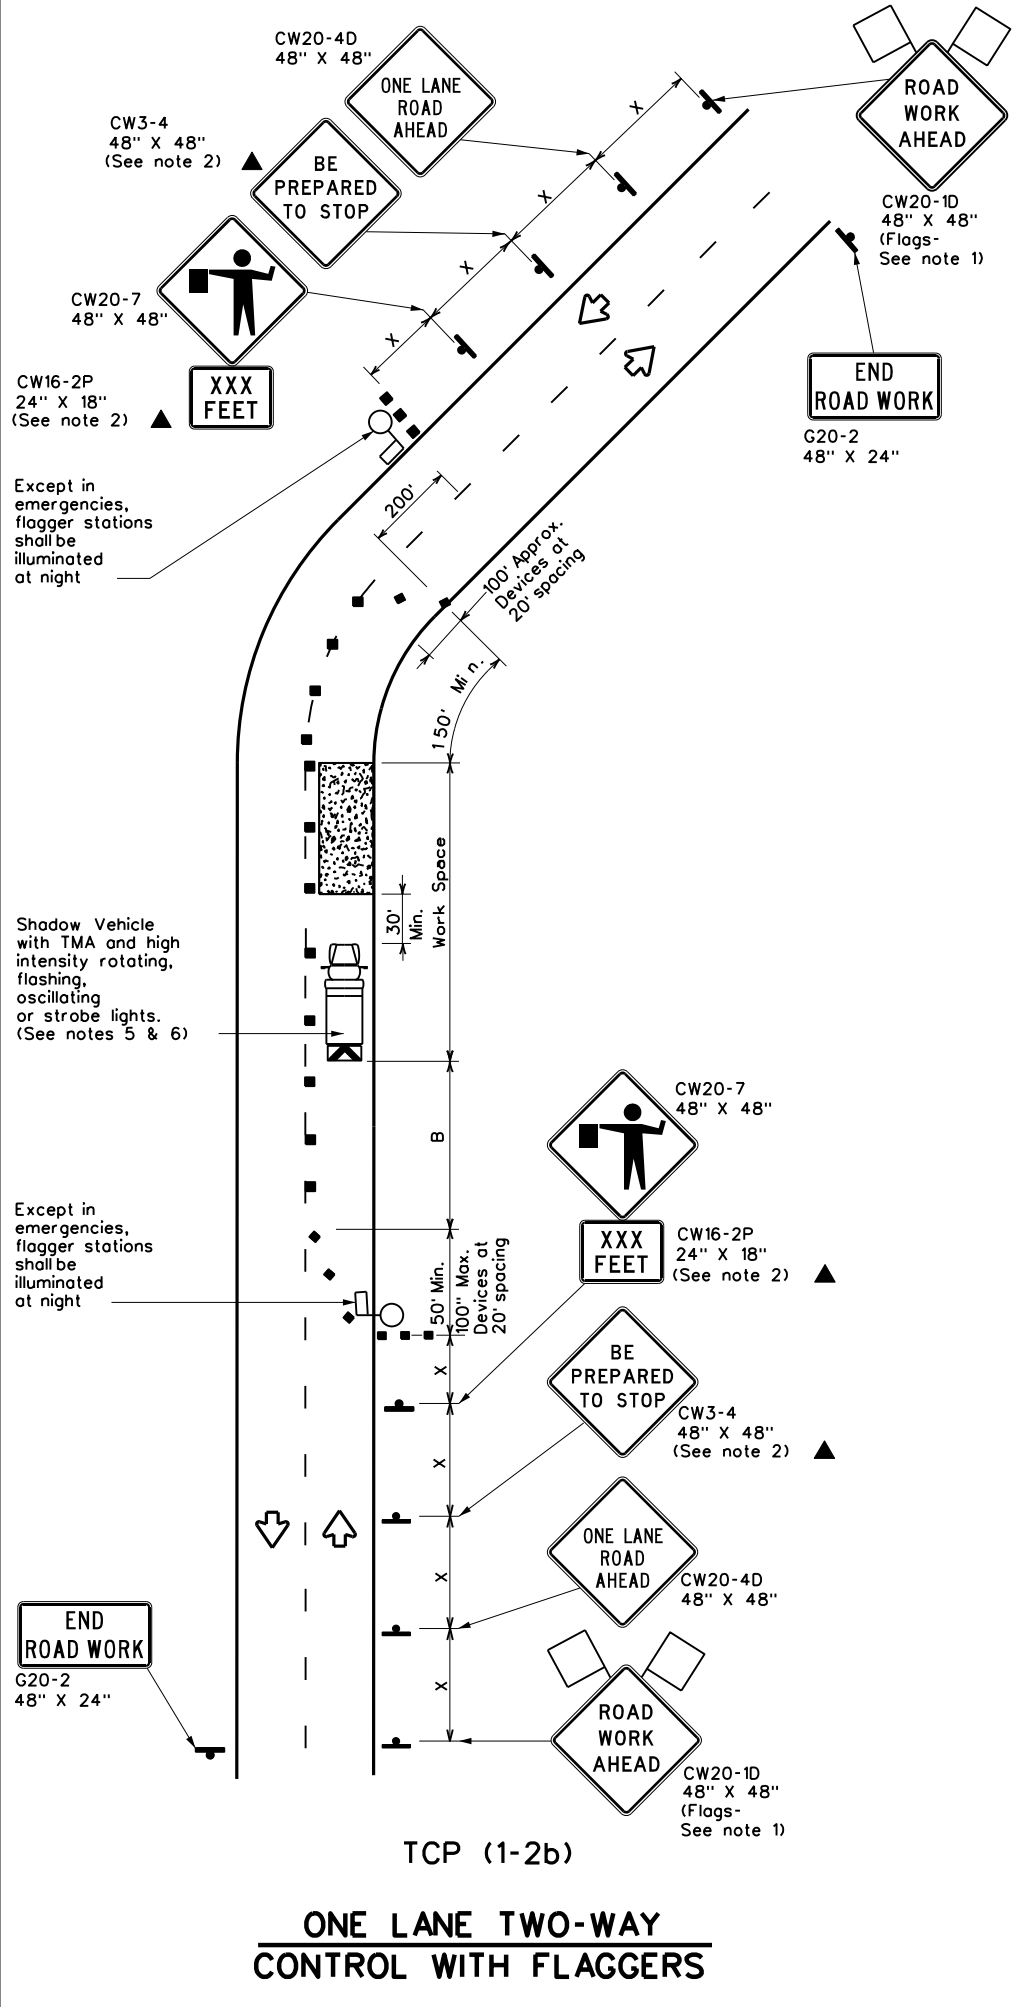 CW20-4D
48" X 48"
ONE LANE
ROAD
AHEAD
ROAD
WORK
AHEAD
CW20-1D
48" X 48"
(Flags-
See note 1)
CW3-4
48" X 48"
(See note 2)
BE
PREPARED
TO STOP
CW20-7
48" X 48"
CW16-2P
24" X 18"
(See note 2)
XXX
FEET
X
X
X
X
END
ROAD WORK
G20-2
48" X 24"
Except in
emergencies,
flagger stations
shall be
illuminated
at night
200'
100' Approx.
Devices at
20' spacing
150' Min.
Work Space
30'
Min.
Shadow Vehicle
with TMA and high
intensity rotating,
flashing,
oscillating
or strobe lights.
(See notes 5 & 6)
B
CW20-7
48" X 48"
XXX
FEET
CW16-2P
24" X 18"
(See note 2)
Except in
emergencies,
flagger stations
shall be
illuminated
at night
50' Min.
100" Max.
Devices at
20' spacing
X
X
X
X
BE
PREPARED
TO STOP
CW3-4
48" X 48"
(See note 2)
ONE LANE
ROAD
AHEAD
CW20-4D
48" X 48"
END
ROAD WORK
G20-2
48" X 24"
ROAD
WORK
AHEAD
CW20-1D
48" X 48"
(Flags-
See note 1)
TCP (1-2b)
ONE LANE TWO-WAY
CONTROL WITH FLAGGERS